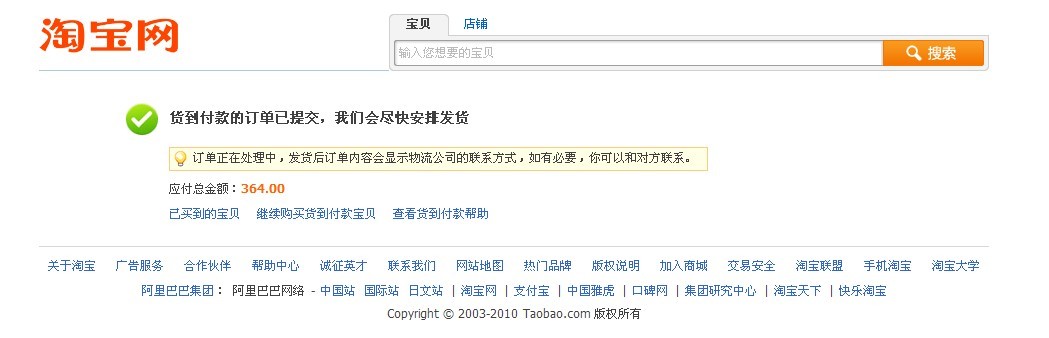 淘宝网
宝贝 店铺
输入您想要的宝贝 搜索
货到付款的订单已提交，我们会尽快安排发货
订单正在处理中，发货后订单内容会显示物流公司的联系方式，如有必要，你可以和对方联系。
应付总金额：364.00
已买到的宝贝 继续购买货到付款宝贝 查看货到付款帮助
关于淘宝 广告服务 合作伙伴 帮助中心 诚征英才 联系我们 网站地图 热门品牌 版权说明 加入商城 交易安全 淘宝联盟 手机淘宝 淘宝大学
阿里巴巴集团： 阿里巴巴网络 - 中国站 国际站 日文站 | 淘宝网 | 支付宝 | 中国雅虎 | 口碑网 | 集团研究中心 | 淘宝天下 | 快乐淘宝
Copyright © 2003-2010 Taobao.com 版权所有